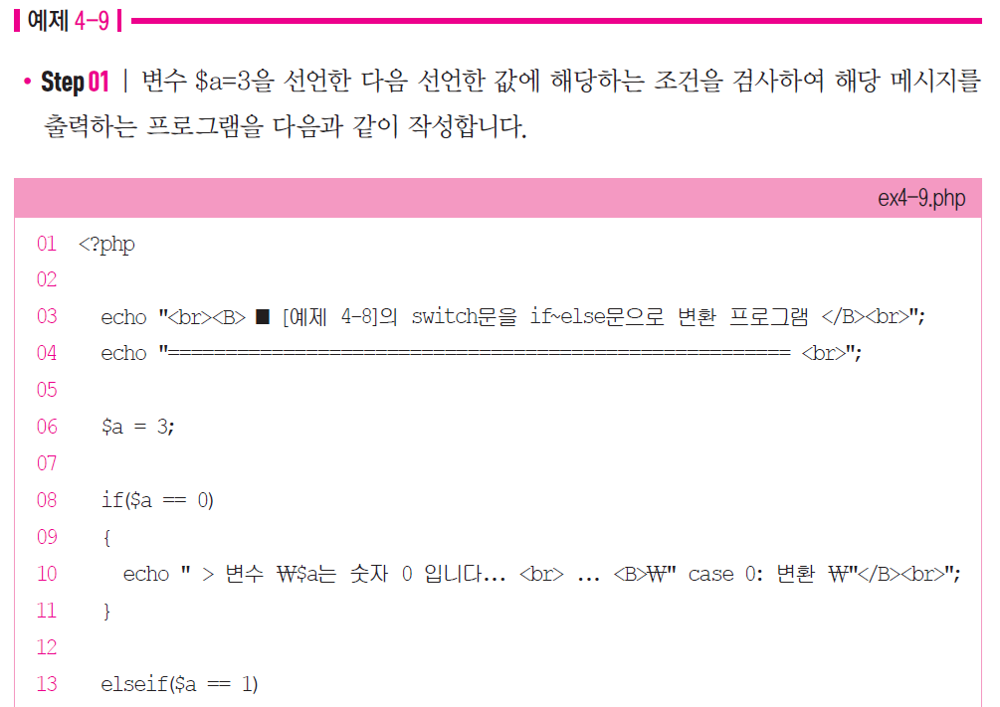 예제 4-9
• Step 01 | 변수 $a=3을 선언한 다음 선언한 값에 해당하는 조건을 검사하여 해당 메시지를
출력하는 프로그램을 다음과 같이 작성합니다.
ex4-9.php
01 <?php
02
03 echo "<br><B> ■ [예제 4-8]의 switch문을 if~else문으로 변환 프로그램 </B><br>";
04 echo "====================================================== <br>";
05
06 $a = 3;
07
08 if($a == 0)
09 {
10 echo " > 변수 ₩$a는 숫자 0 입니다... <br> ... <B>₩" case 0: 변환 ₩"</B><br>";
11 }
12
13 elseif($a == 1)